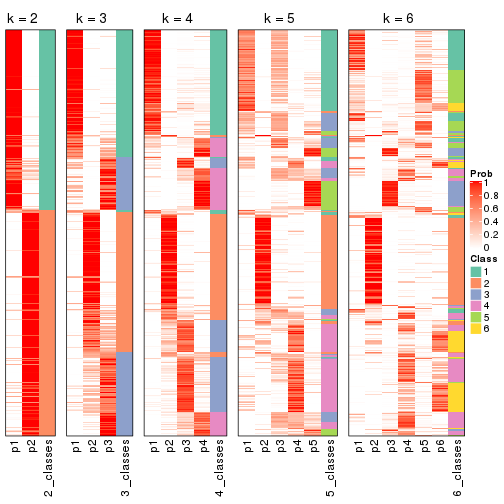 k = 2
k = 3
k = 4
k = 5
k = 6
Prob
1
0.8
0.6
0.4
0.2
0
Class
1
2
3
4
5
6
p1
p2
2_classes
p1
p2
p3
3_classes
p1
p2
p3
p4
4_classes
p1
p2
p3
p4
p5
5_classes
p1
p2
p3
p4
p5
p6
6_classes